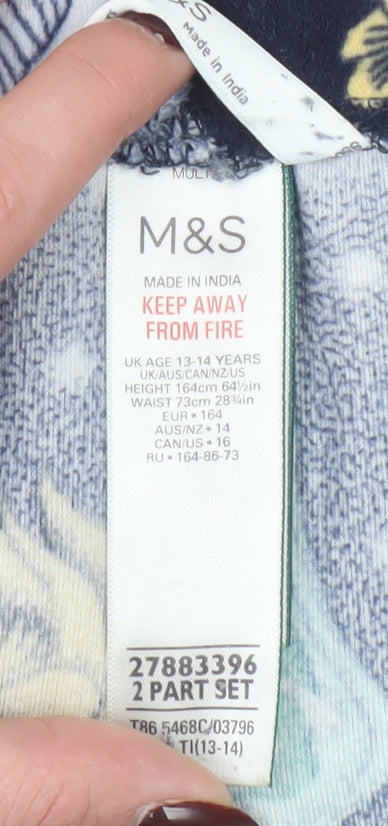 &S
Made in India
M&S
MADE IN INDIA
KEEP AWAY
FROM FIRE
UK AGE 13-14 YEARS
UK/AUS/CAN/NZ/US
HEIGHT 164cm 64½in
WAIST 73cm 28¾in
EUR • 164
AUS/NZ • 14
CAN/US • 16
RU • 164-86-73
27883396
2 PART SET
T86 5468C/03796
TI(13-14)